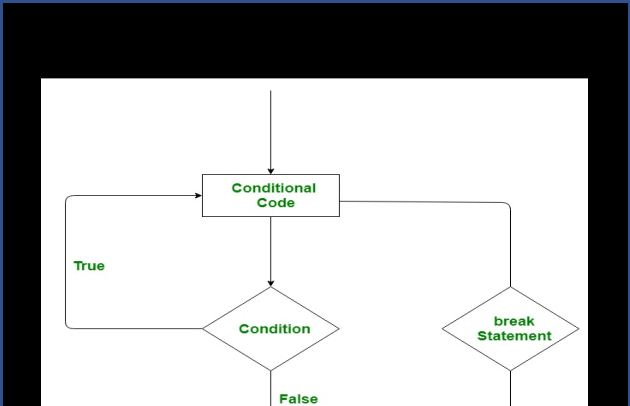 Conditional
Code
True
Condition
break
Statement
False